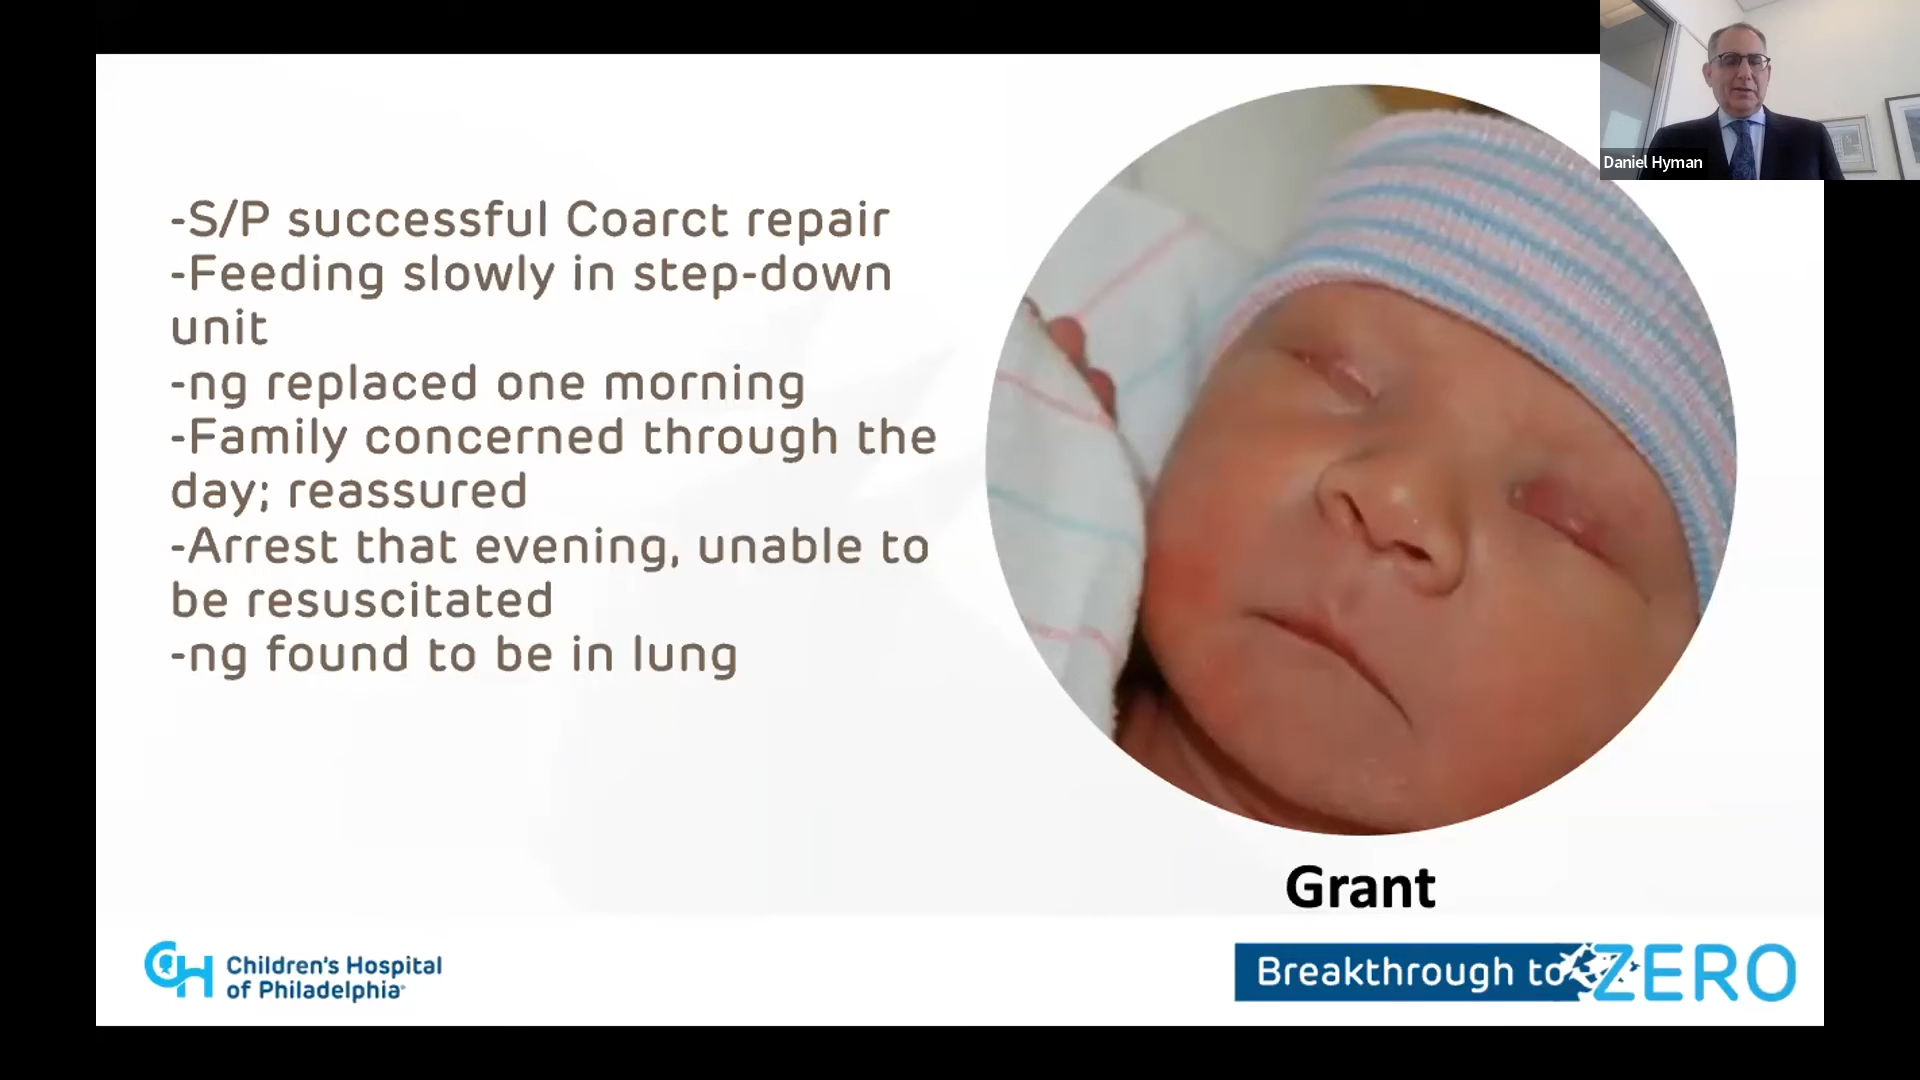 Daniel Hyman
-S/P successful Coarct repair
-Feeding slowly in step-down
unit
-ng replaced one morning
-Family concerned through the
day; reassured
-Arrest that evening, unable to
be resuscitated
-ng found to be in lung
Grant
CH Children's Hospital
of Philadelphia
Breakthrough to ZERO